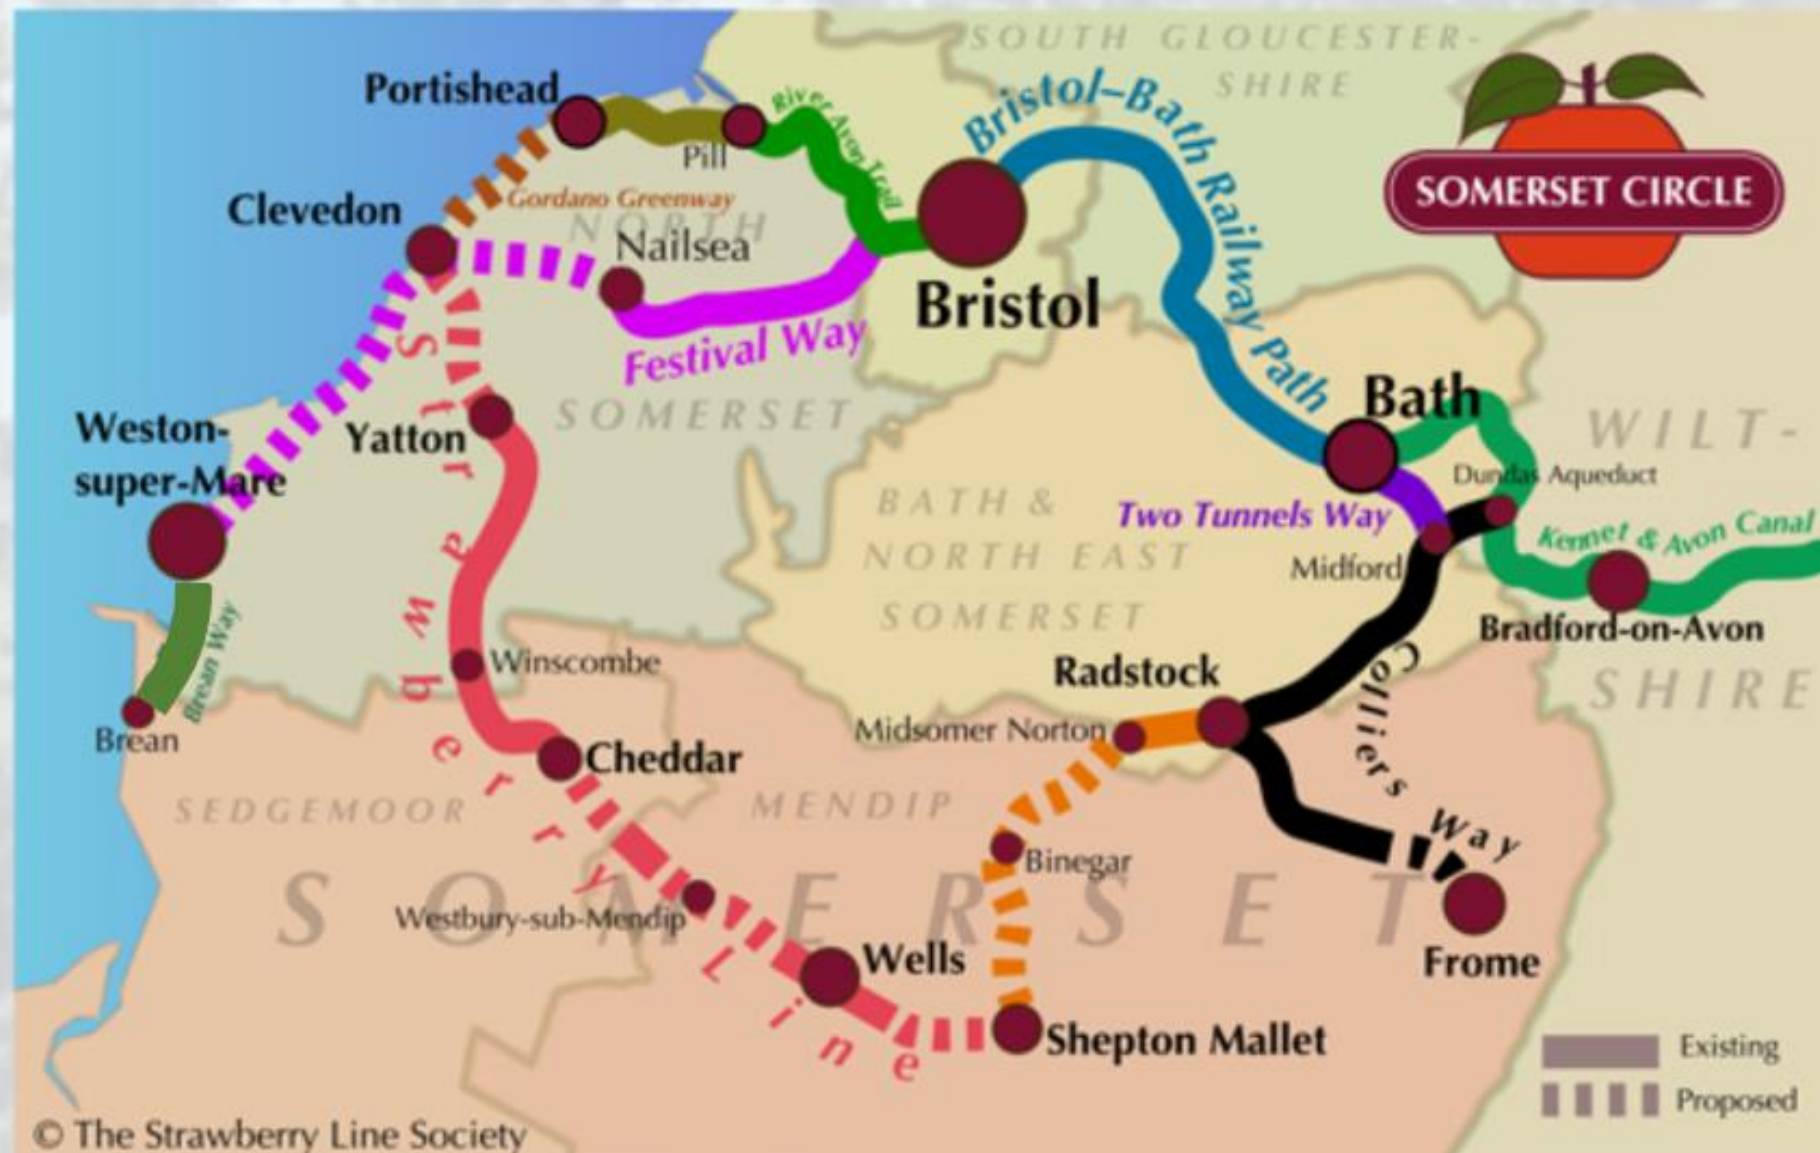 SOUTH GLOUCESTER-
SHIRE
Portishead
Pill
River Avon Trail
Bristol–Bath Railway Path
SOMERSET CIRCLE
Clevedon
Gordano Greenway
NORTH
SOMERSET
Nailsea
Festival Way
Bristol
Weston-
super-Mare
Yatton
Bath
WILT-
SHIRE
Dundas Aqueduct
BATH &
NORTH EAST
SOMERSET
Two Tunnels Way
Midford
Kennet & Avon Canal
Bradford-on-Avon
Brean Way
Brean
Winscombe
Strawberry Line
Cheddar
Radstock
Midsomer Norton
Colliers Way
SEDGEMOOR
MENDIP
Binegar
SOMERSET
Westbury-sub-Mendip
Wells
Frome
Shepton Mallet
Existing
Proposed
© The Strawberry Line Society